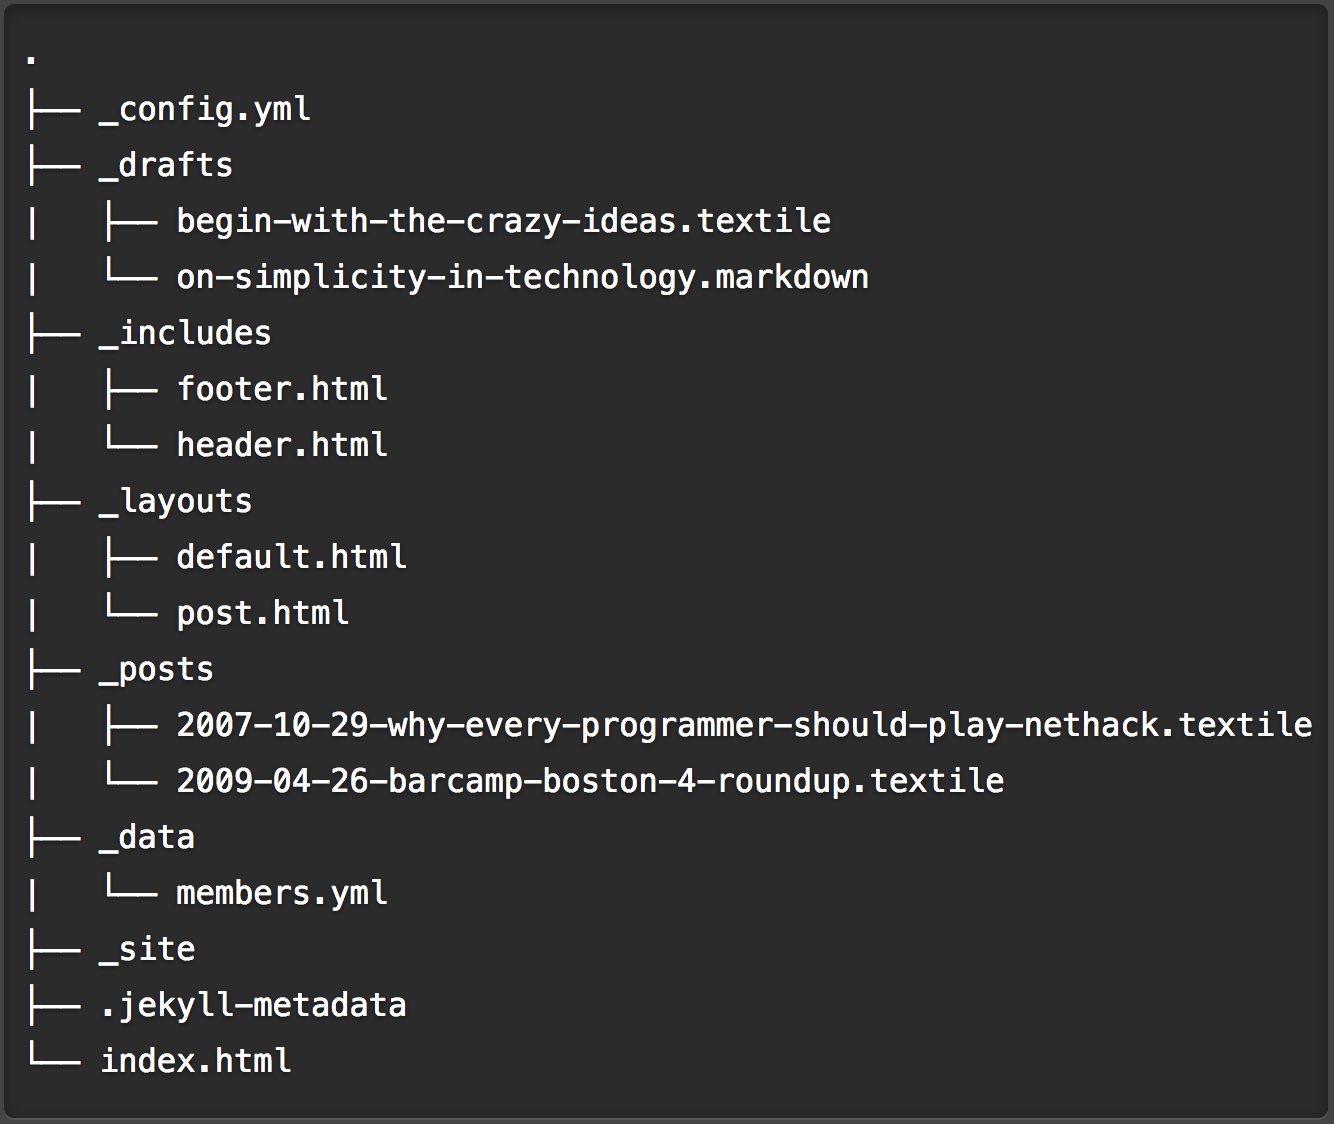 .
├── _config.yml
├── _drafts
|   ├── begin-with-the-crazy-ideas.textile
|   └── on-simplicity-in-technology.markdown
├── _includes
|   ├── footer.html
|   └── header.html
├── _layouts
|   ├── default.html
|   └── post.html
├── _posts
|   ├── 2007-10-29-why-every-programmer-should-play-nethack.textile
|   └── 2009-04-26-barcamp-boston-4-roundup.textile
├── _data
|   └── members.yml
├── _site
├── .jekyll-metadata
└── index.html